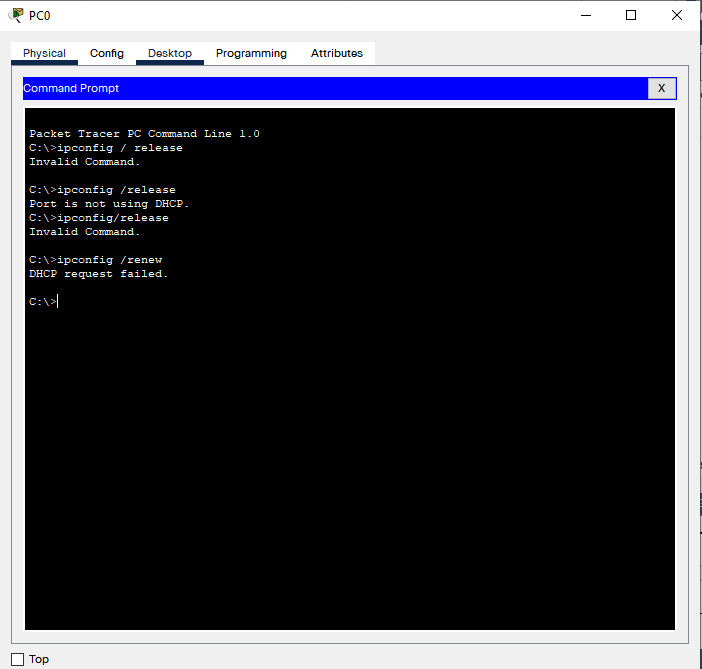 PC0
Physical Config Desktop Programming Attributes
Command Prompt X
Packet Tracer PC Command Line 1.0
C:\>ipconfig / release
Invalid Command.
C:\>ipconfig /release
Port is not using DHCP.
C:\>ipconfig/release
Invalid Command.
C:\>ipconfig /renew
DHCP request failed.
C:\>
Top